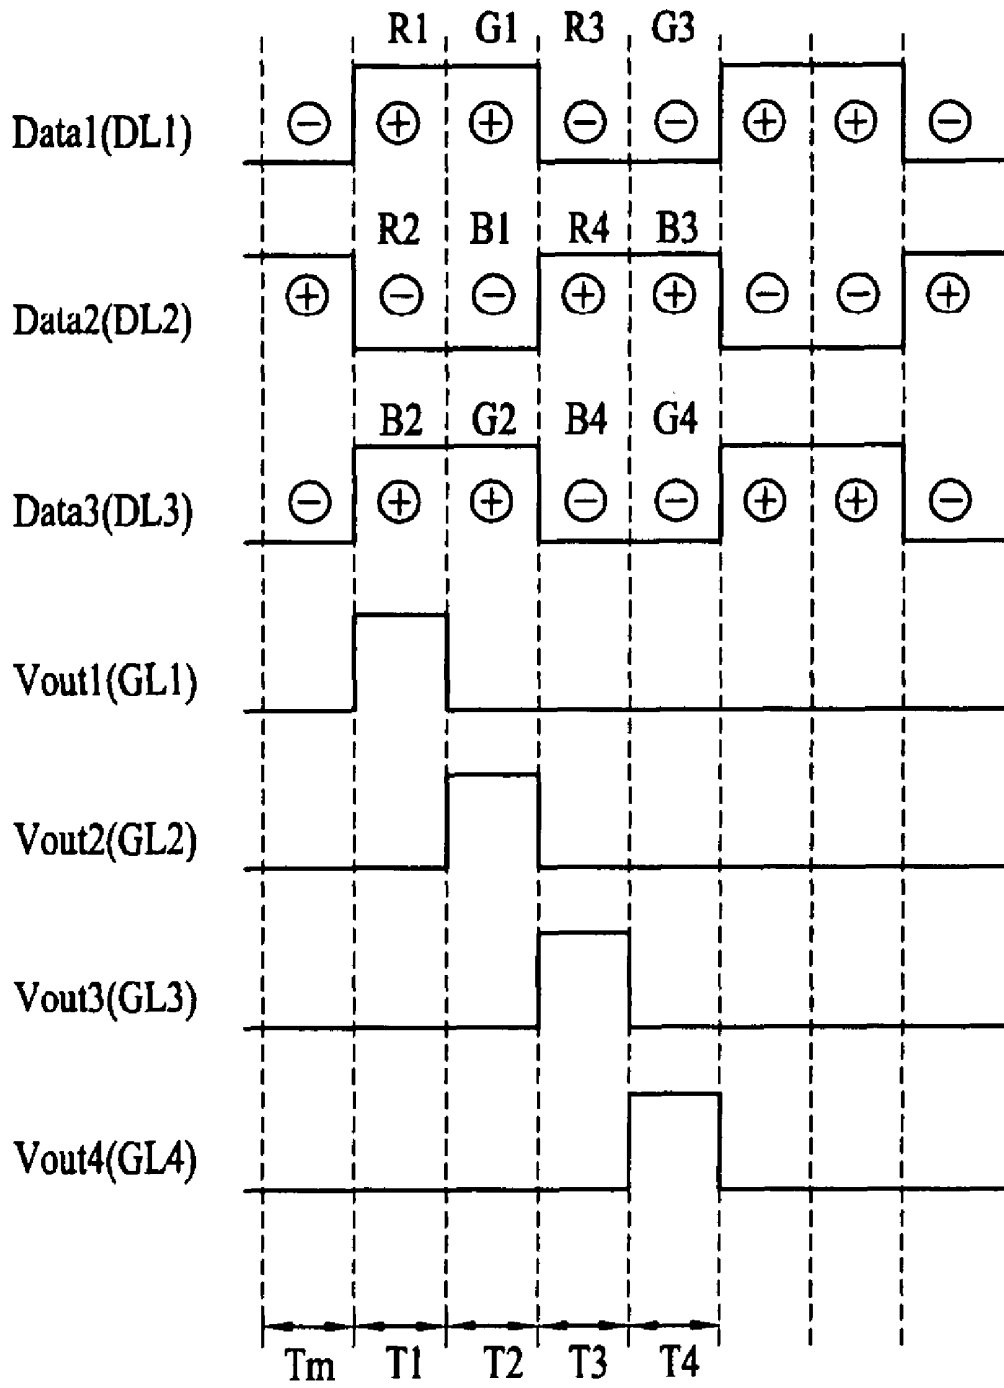 R1 G1 R3 G3
Data1(DL1) ⊖ ⊕ ⊕ ⊖ ⊖ ⊕ ⊕ ⊖
R2 B1 R4 B3
Data2(DL2) ⊕ ⊖ ⊖ ⊕ ⊕ ⊖ ⊖ ⊕
B2 G2 B4 G4
Data3(DL3) ⊖ ⊕ ⊕ ⊖ ⊖ ⊕ ⊕ ⊖
Vout1(GL1)
Vout2(GL2)
Vout3(GL3)
Vout4(GL4)
Tm T1 T2 T3 T4